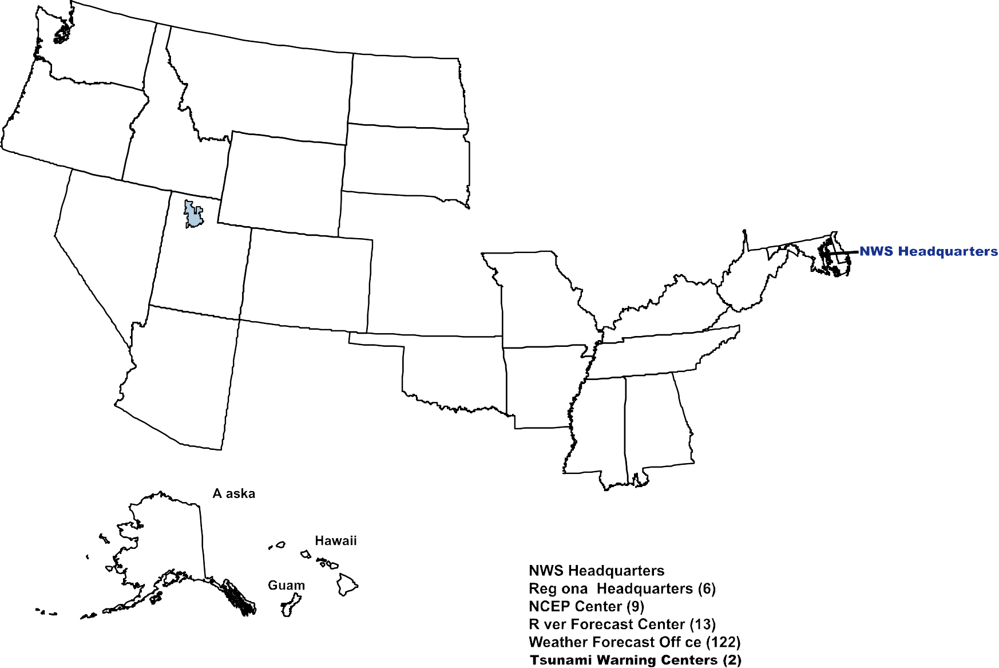 NWS Headquarters
A aska
Hawaii
Guam
NWS Headquarters
Reg ona Headquarters (6)
NCEP Center (9)
R ver Forecast Center (13)
Weather Forecast Off ce (122)
Tsunami Warning Centers (2)